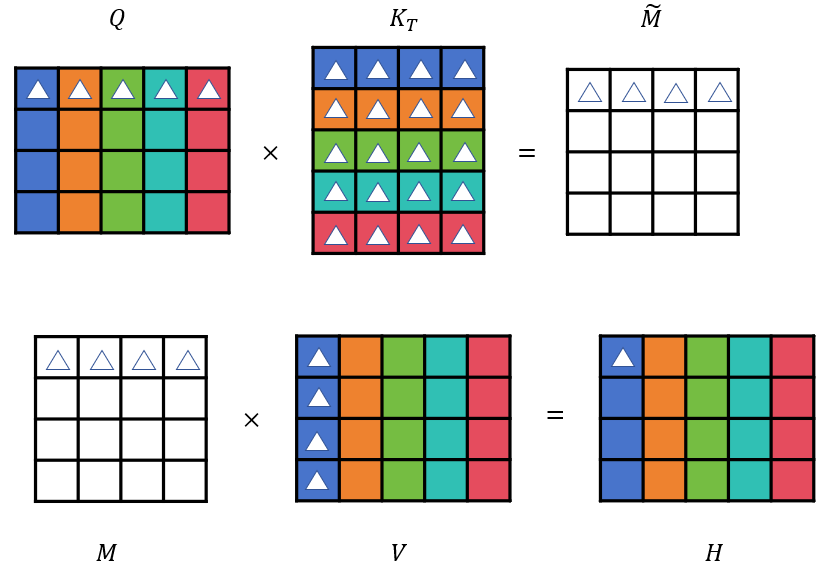 Q K_T M̃
× =
× =
M V H